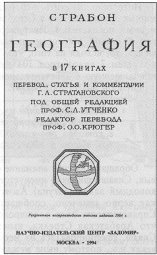 СТРАБОН
ГЕОГРАФИЯ
В 17 КНИГАХ
ПЕРЕВОД, СТАТЬЯ И КОММЕНТАРИИ
Г. А. СТРАТАНОВСКОГО
ПОД ОБЩЕЙ РЕДАКЦИЕЙ
ПРОФ. С.Л. УТЧЕНКО
РЕДАКТОР ПЕРЕВОДА
ПРОФ. О.О. КРЮГЕР
Репринтное воспроизведение текста издания 1964 г.
НАУЧНО-ИЗДАТЕЛЬСКИЙ ЦЕНТР «ЛАДОМИР»
МОСКВА - 1994